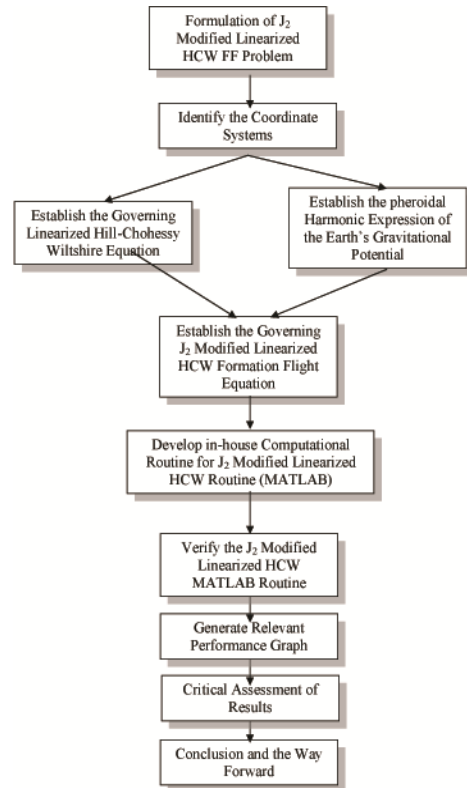 Formulation of J₂
Modified Linearized
HCW FF Problem
Identify the Coordinate
Systems
Establish the Governing
Linearized Hill-Chohessy
Wiltshire Equation
Establish the pheroidal
Harmonic Expression of
the Earth's Gravitational
Potential
Establish the Governing
J₂ Modified Linearized
HCW Formation Flight
Equation
Develop in-house Computational
Routine for J₂ Modified Linearized
HCW Routine (MATLAB)
Verify the J₂ Modified
Linearized HCW
MATLAB Routine
Generate Relevant
Performance Graph
Critical Assessment of
Results
Conclusion and the Way
Forward